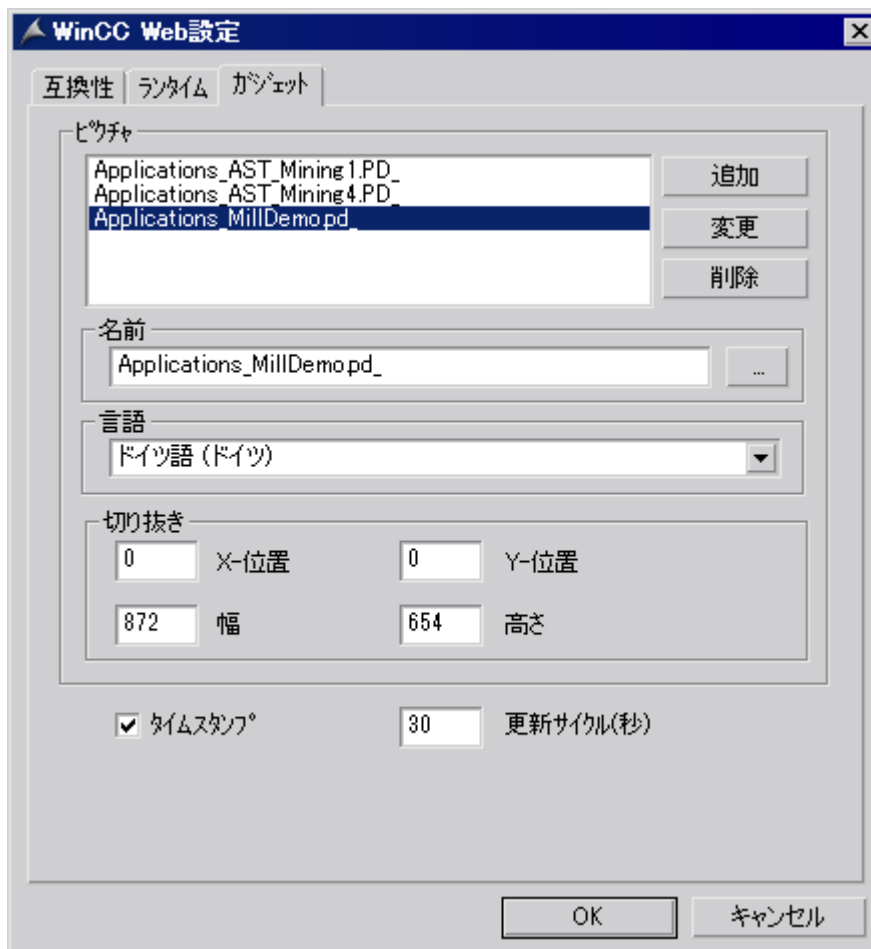 WinCC Web設定
互換性 ﾗﾝﾀｲﾑ ｶﾞｼﾞｪｯﾄ
ﾋﾟｸﾁｬ
Applications_AST_Mining1.PD_
Applications_AST_Mining4.PD_
Applications_MillDemo.pd_
追加
変更
削除
名前
Applications_MillDemo.pd_ ...
言語
ﾄﾞｲﾂ語 (ﾄﾞｲﾂ)
切り抜き
0 X-位置 0 Y-位置
872 幅 654 高さ
ﾀｲﾑｽﾀﾝﾌﾟ 30 更新ｻｲｸﾙ(秒)
OK ｷｬﾝｾﾙ